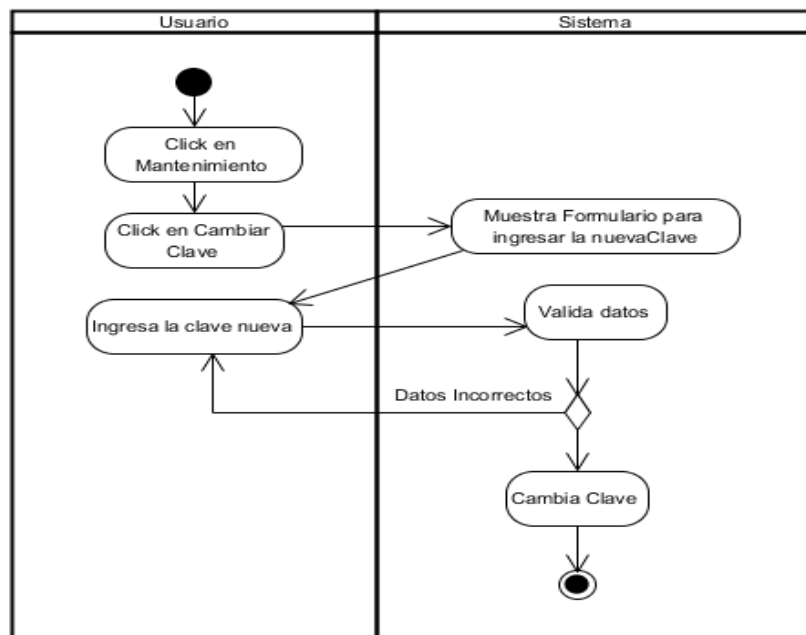 Usuario
Sistema
Click en
Mantenimiento
Click en Cambiar
Clave
Muestra Formulario para
ingresar la nuevaClave
Ingresa la clave nueva
Valida datos
Datos Incorrectos
Cambia Clave